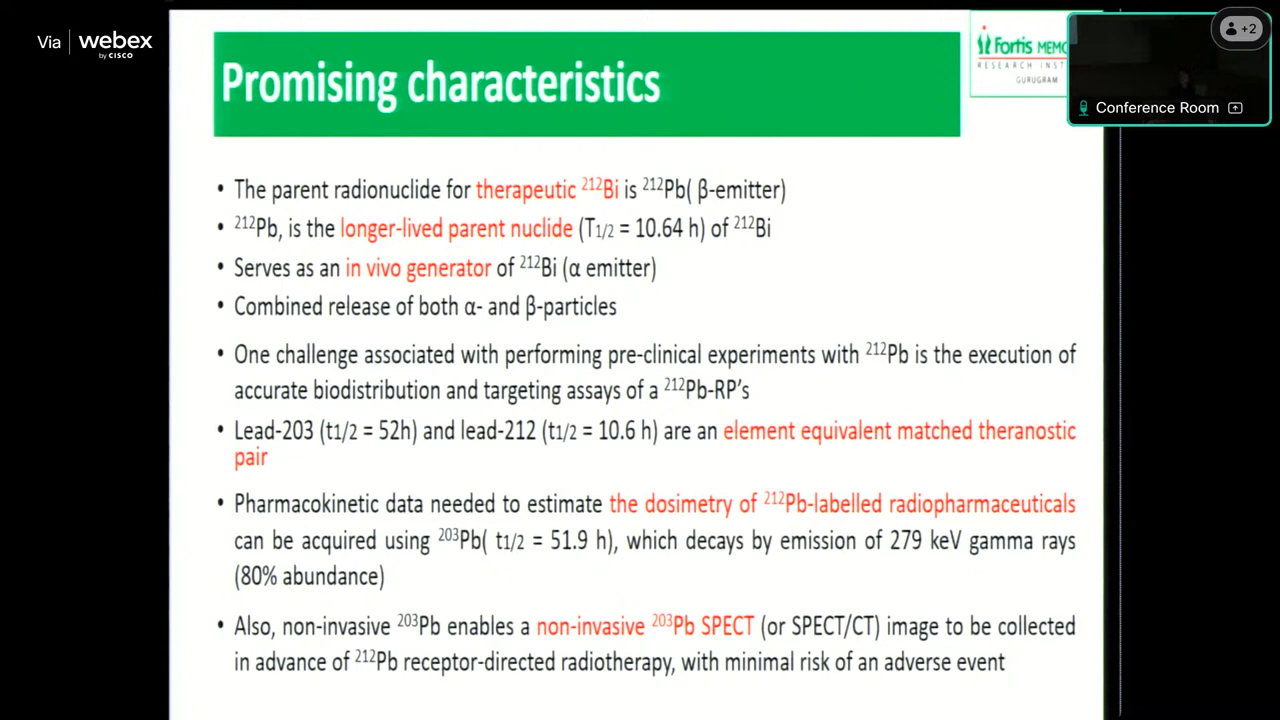 Via webex
by CISCO
+2
Conference Room
Fortis MEMO
RESEARCH INSTI
GURUGRAM
Promising characteristics
• The parent radionuclide for therapeutic ²¹²Bi is ²¹²Pb( β-emitter)
• ²¹²Pb, is the longer-lived parent nuclide (T1/2 = 10.64 h) of ²¹²Bi
• Serves as an in vivo generator of ²¹²Bi (α emitter)
• Combined release of both α- and β-particles
• One challenge associated with performing pre-clinical experiments with ²¹²Pb is the execution of
accurate biodistribution and targeting assays of a ²¹²Pb-RP’s
• Lead-203 (t1/2 = 52h) and lead-212 (t1/2 = 10.6 h) are an element equivalent matched theranostic
pair
• Pharmacokinetic data needed to estimate the dosimetry of ²¹²Pb-labelled radiopharmaceuticals
can be acquired using ²⁰³Pb( t1/2 = 51.9 h), which decays by emission of 279 keV gamma rays
(80% abundance)
• Also, non-invasive ²⁰³Pb enables a non-invasive ²⁰³Pb SPECT (or SPECT/CT) image to be collected
in advance of ²¹²Pb receptor-directed radiotherapy, with minimal risk of an adverse event